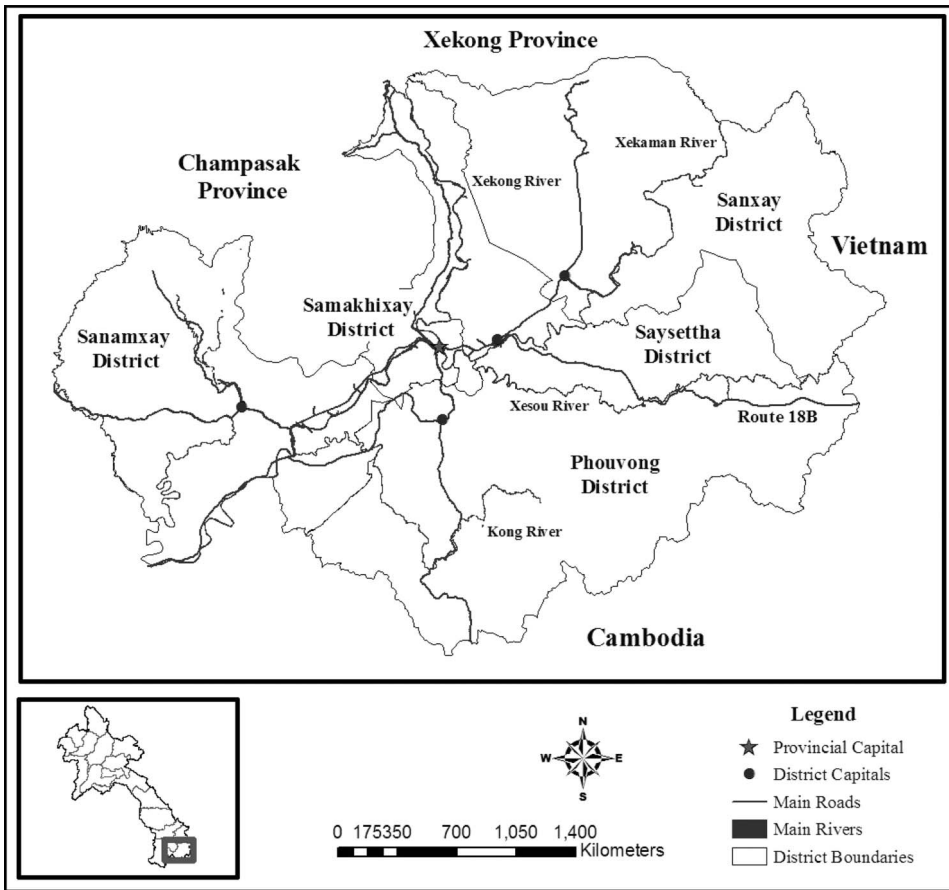 Xekong Province
Champasak
Province
Xekaman River
Xekong River
Sanxay
District
Vietnam
Samakhixay
District
Sanamxay
District
Saysettha
District
Xesou River
Route 18B
Phouvong
District
Kong River
Cambodia
N
W
E
S
0 175350 700 1,050 1,400
Kilometers
Legend
Provincial Capital
District Capitals
Main Roads
Main Rivers
District Boundaries